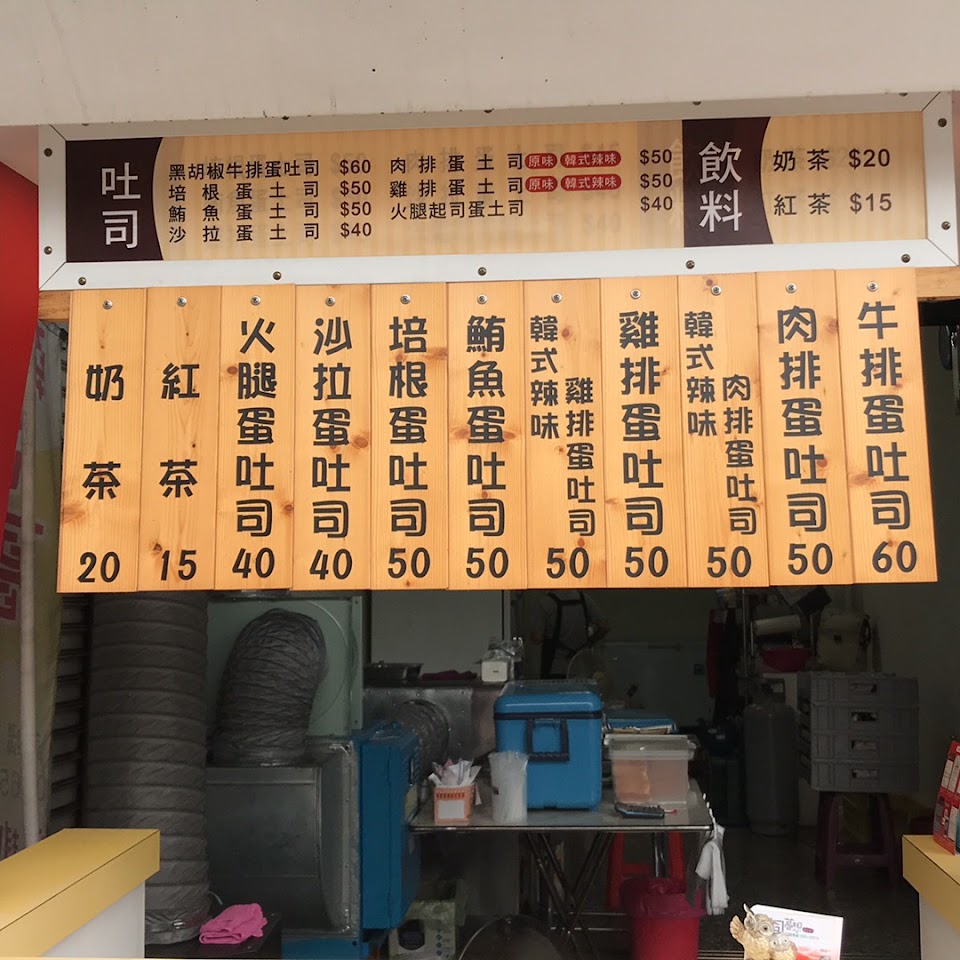 吐司
黑胡椒牛排蛋吐司 $60
培根蛋土司 $50
鮪魚蛋土司 $50
沙拉蛋土司 $40
肉排蛋土司 原味 韓式辣味 $50
雞排蛋土司 原味 韓式辣味 $50
火腿起司蛋土司 $40
飲料
奶茶 $20
紅茶 $15
奶茶 20
紅茶 15
火腿蛋吐司 40
沙拉蛋吐司 40
培根蛋吐司 50
鮪魚蛋吐司 50
韓式辣味 雞排蛋吐司 50
雞排蛋吐司 50
韓式辣味 肉排蛋吐司 50
肉排蛋吐司 50
牛排蛋吐司 60